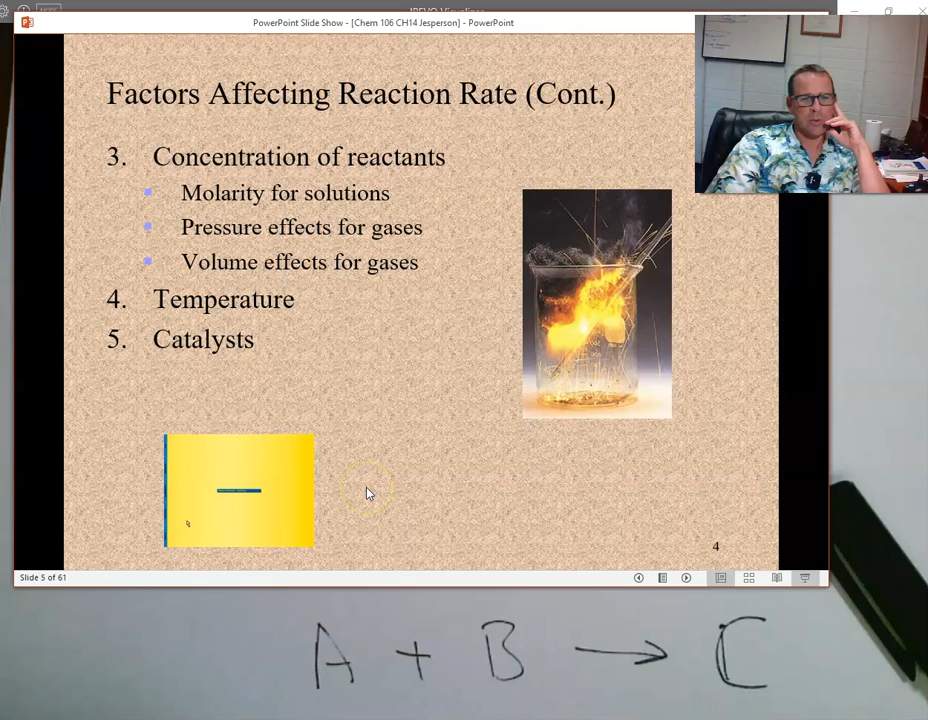 PowerPoint Slide Show - [Chem 106 CH14 Jesperson] - PowerPoint
Factors Affecting Reaction Rate (Cont.)
3. Concentration of reactants
Molarity for solutions
Pressure effects for gases
Volume effects for gases
4. Temperature
5. Catalysts
4
Slide 5 of 61
A + B → C